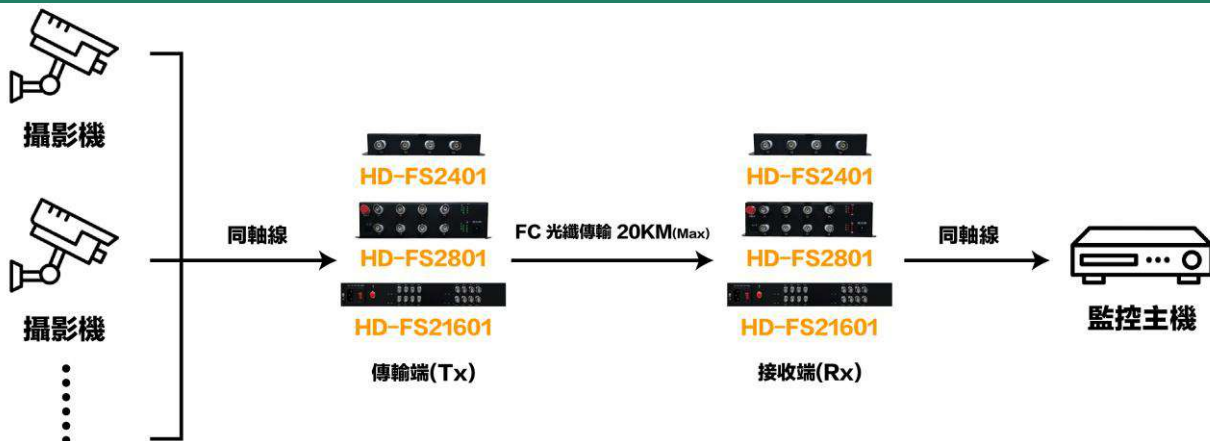 攝影機
攝影機
同軸線
HD-FS2401
HD-FS2801
HD-FS21601
傳輸端(Tx)
FC 光纖傳輸 20KM(Max)
HD-FS2401
HD-FS2801
HD-FS21601
接收端(Rx)
同軸線
監控主機